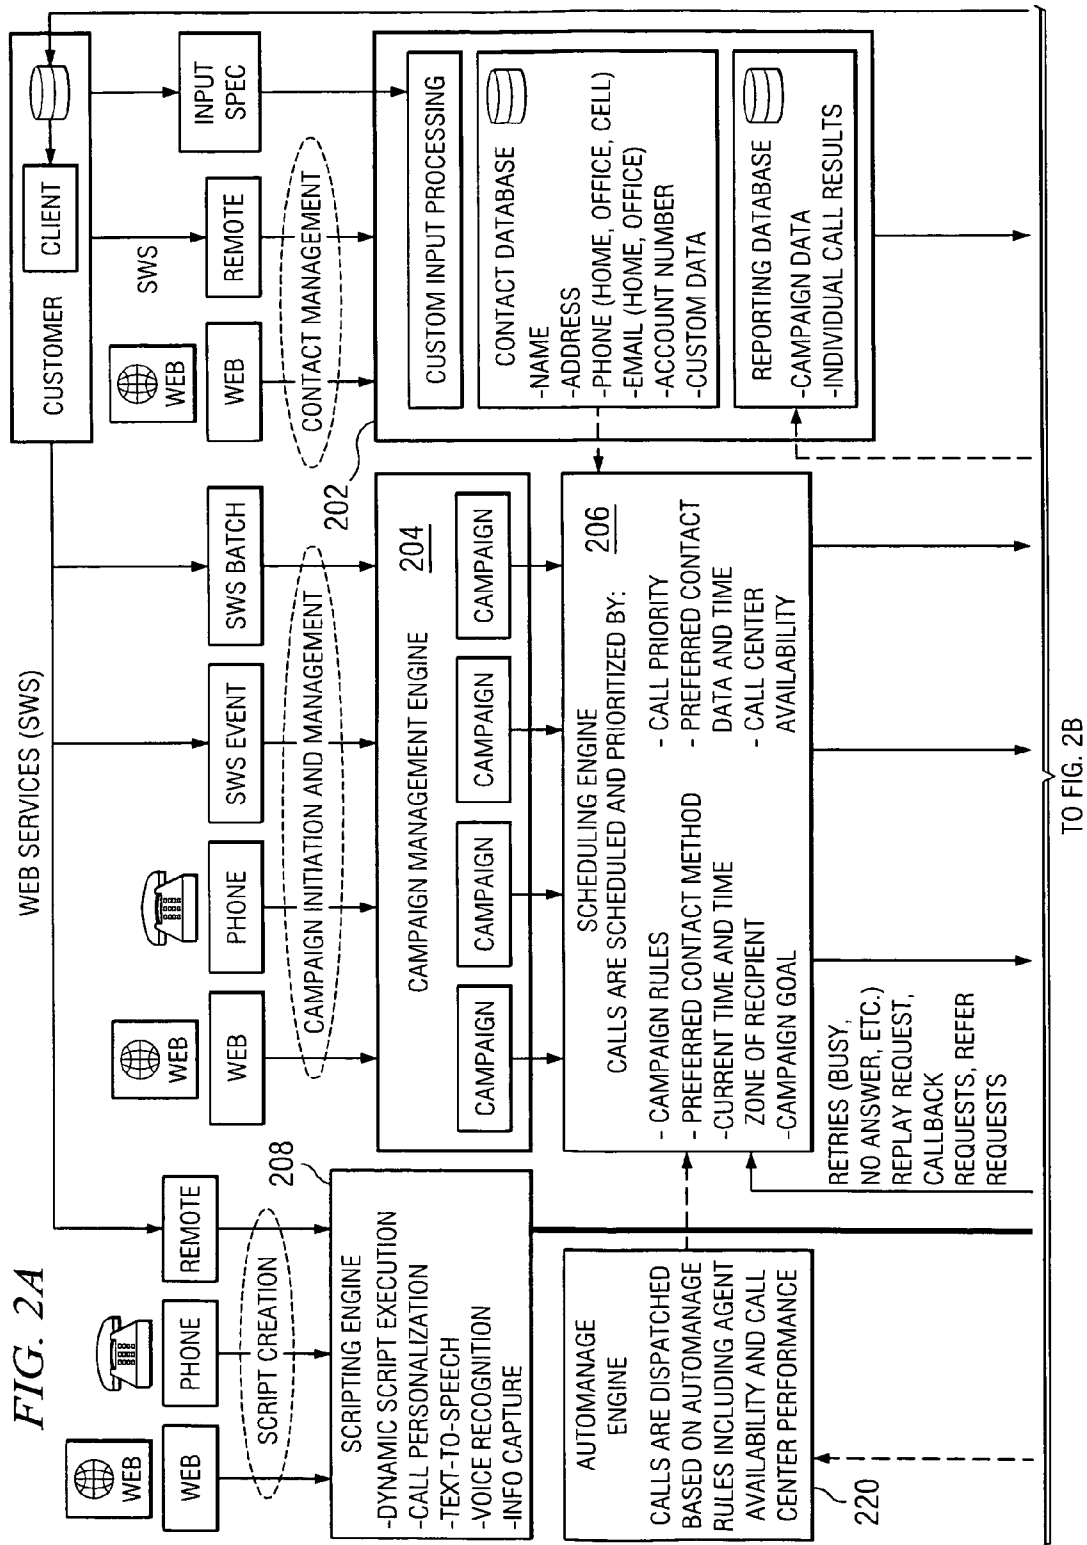 FIG. 2A
WEB SERVICES (SWS)
CUSTOMER
CLIENT
WEB
WEB
PHONE
REMOTE
SCRIPT CREATION
208
SCRIPTING ENGINE
-DYNAMIC SCRIPT EXECUTION
-CALL PERSONALIZATION
-TEXT-TO-SPEECH
-VOICE RECOGNITION
-INFO CAPTURE
WEB
WEB
PHONE
SWS EVENT
SWS BATCH
CAMPAIGN INITIATION AND MANAGEMENT
CAMPAIGN MANAGEMENT ENGINE
204
CAMPAIGN
CAMPAIGN
CAMPAIGN
CAMPAIGN
WEB
WEB
SWS
REMOTE
INPUT
SPEC
CONTACT MANAGEMENT
202
CUSTOM INPUT PROCESSING
CONTACT DATABASE
-NAME
-ADDRESS
-PHONE (HOME, OFFICE, CELL)
-EMAIL (HOME, OFFICE)
-ACCOUNT NUMBER
-CUSTOM DATA
REPORTING DATABASE
-CAMPAIGN DATA
-INDIVIDUAL CALL RESULTS
AUTOMANAGE
ENGINE
CALLS ARE DISPATCHED
BASED ON AUTOMANAGE
RULES INCLUDING AGENT
AVAILABILITY AND CALL
CENTER PERFORMANCE
220
SCHEDULING ENGINE
206
CALLS ARE SCHEDULED AND PRIORITIZED BY:
- CAMPAIGN RULES
- PREFERRED CONTACT METHOD
-CURRENT TIME AND TIME
ZONE OF RECIPIENT
-CAMPAIGN GOAL
- CALL PRIORITY
- PREFERRED CONTACT
DATA AND TIME
- CALL CENTER
AVAILABILITY
RETRIES (BUSY,
NO ANSWER, ETC.)
REPLAY REQUEST,
CALLBACK
REQUESTS, REFER
REQUESTS
TO FIG. 2B